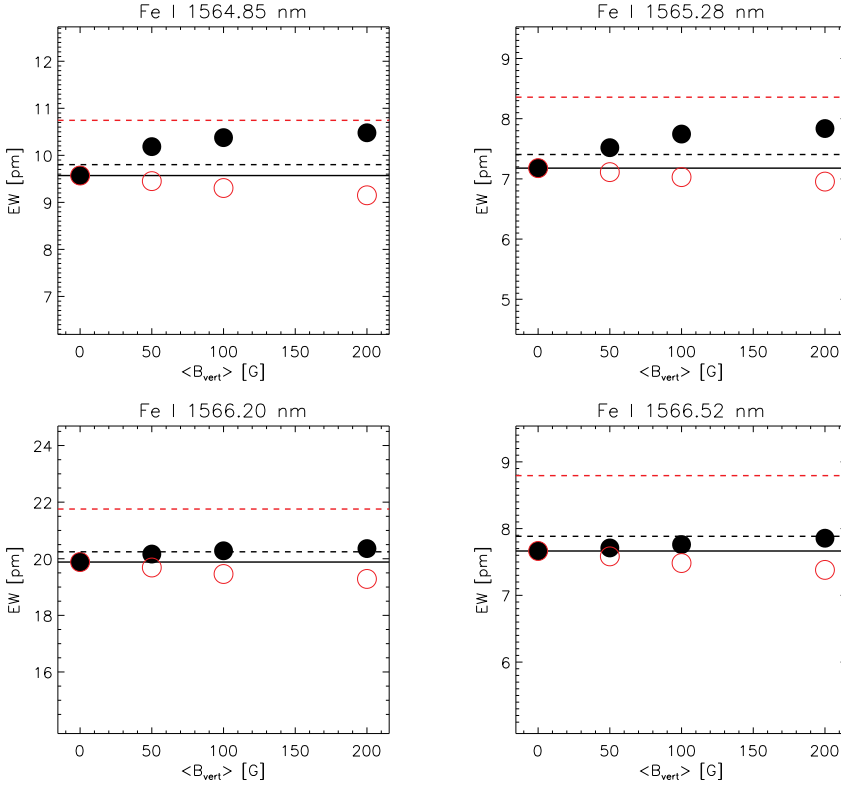 Fe I 1564.85 nm
12
11
10
9
8
7
EW [pm]
0 50 100 150 200
<B_vert> [G]
Fe I 1565.28 nm
9
8
7
6
5
EW [pm]
0 50 100 150 200
<B_vert> [G]
Fe I 1566.20 nm
24
22
20
18
16
EW [pm]
0 50 100 150 200
<B_vert> [G]
Fe I 1566.52 nm
9
8
7
6
EW [pm]
0 50 100 150 200
<B_vert> [G]